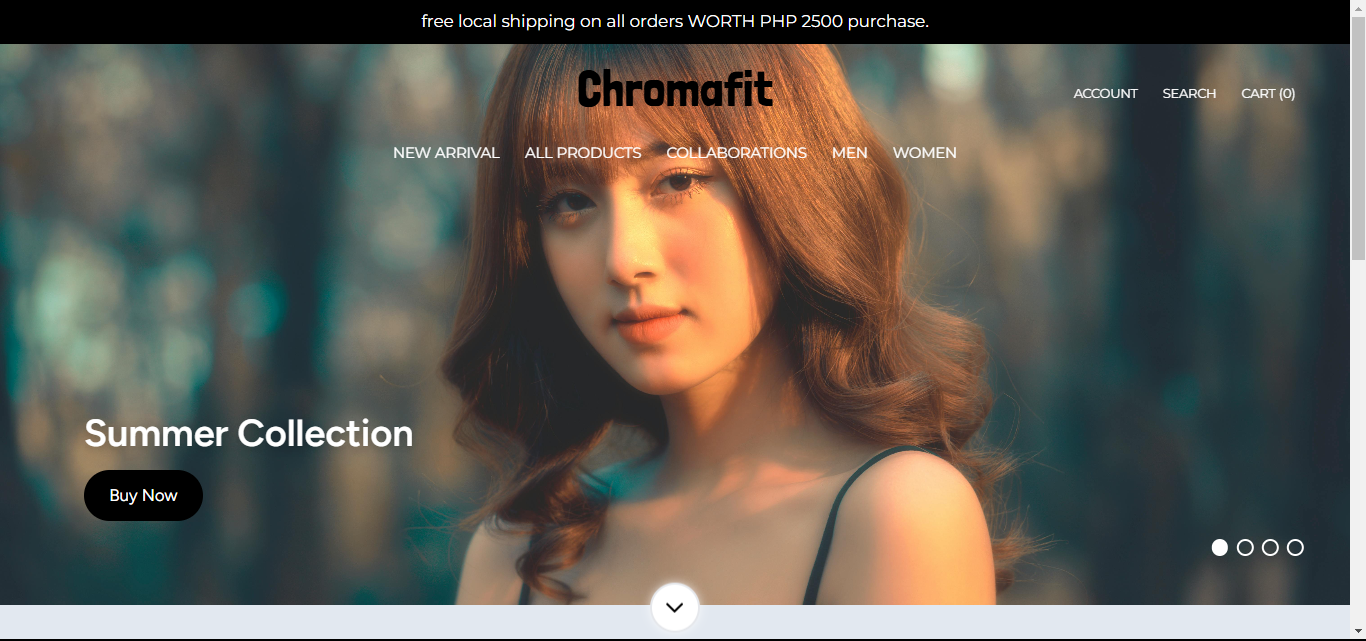 free local shipping on all orders WORTH PHP 2500 purchase.
Chromafit
ACCOUNT SEARCH CART (0)
NEW ARRIVAL ALL PRODUCTS COLLABORATIONS MEN WOMEN
Summer Collection
Buy Now